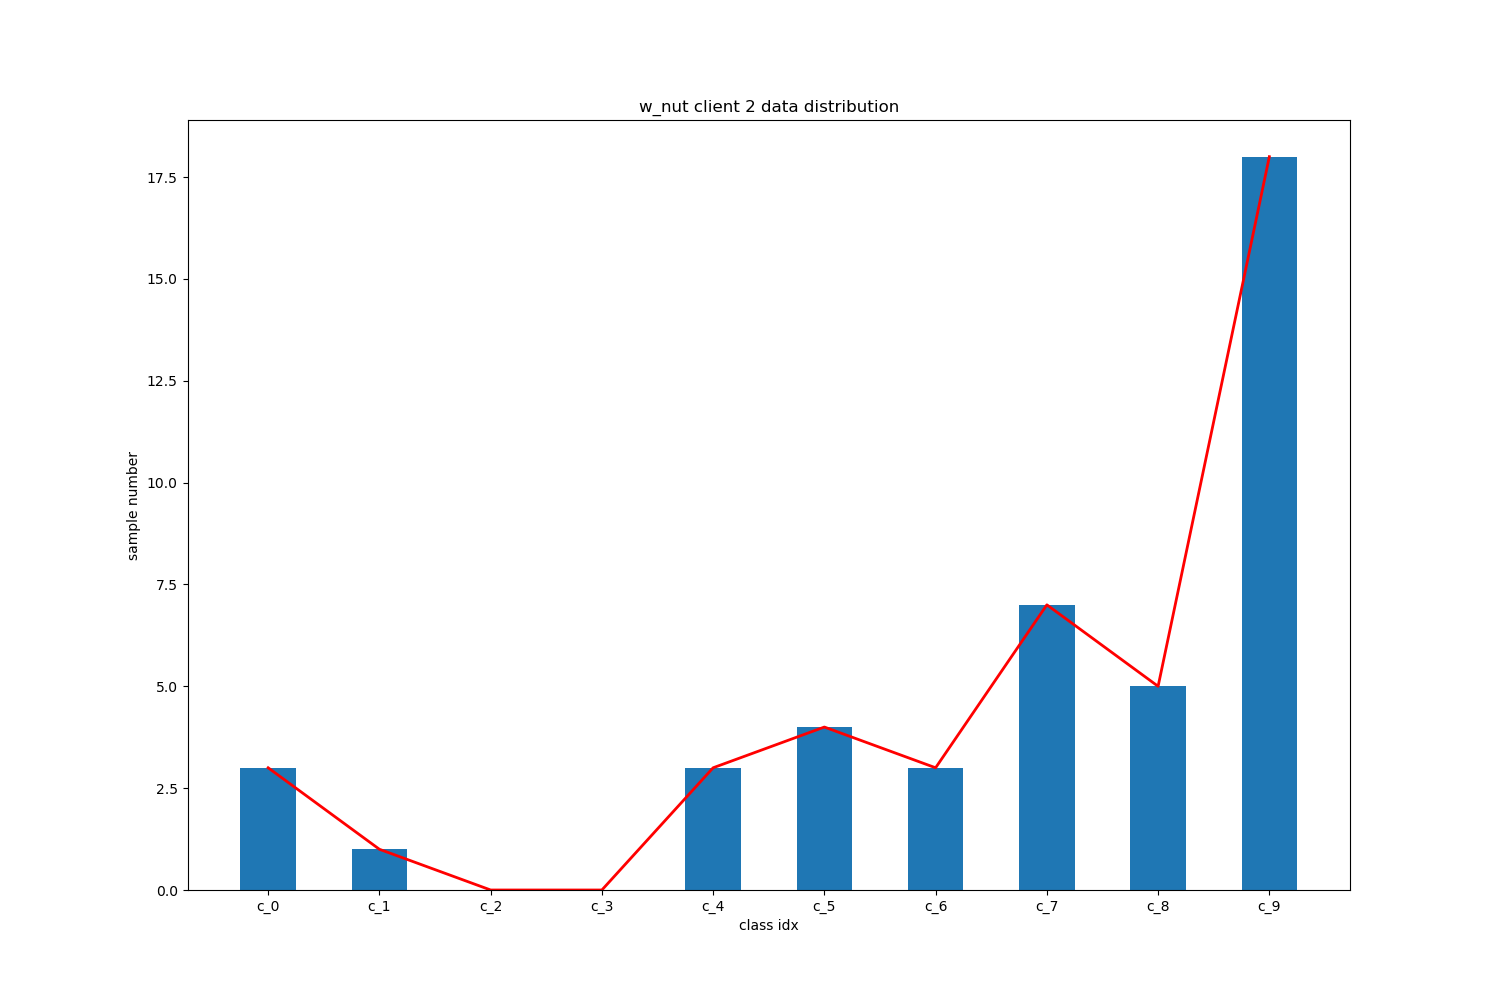 w_nut client 2 data distribution
17.5
15.0
12.5
10.0
7.5
5.0
2.5
0.0
sample number
c_0 c_1 c_2 c_3 c_4 c_5 c_6 c_7 c_8 c_9
class idx